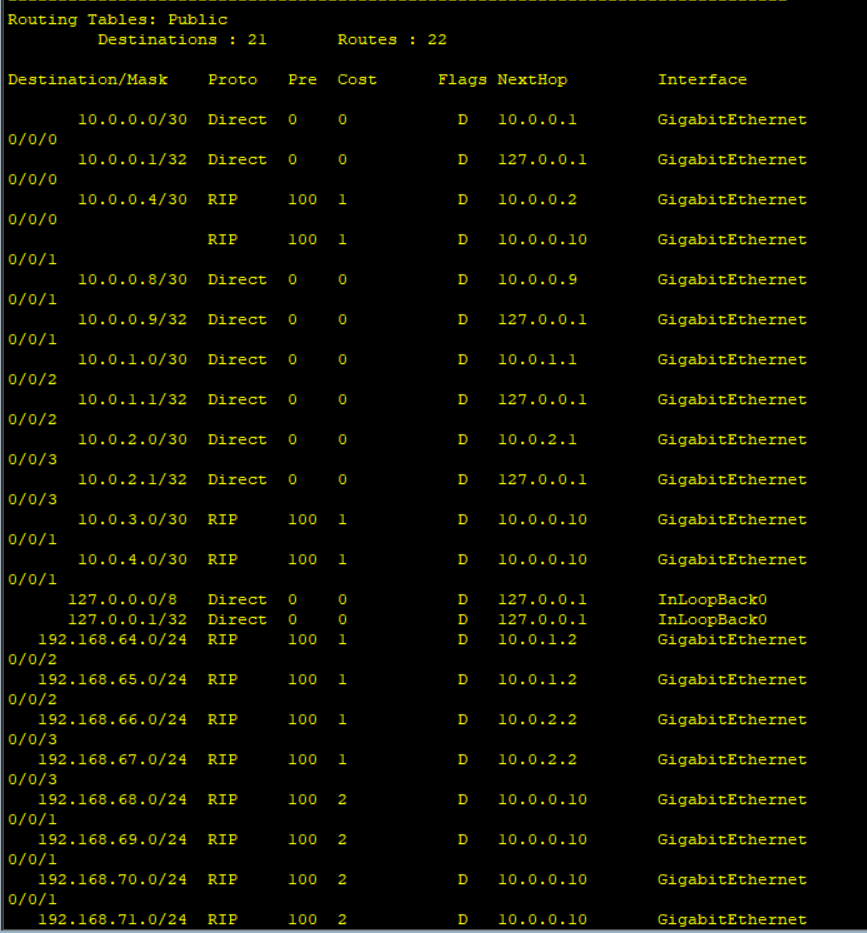 Routing Tables: Public
Destinations : 21 Routes : 22
Destination/Mask Proto Pre Cost Flags NextHop Interface
10.0.0.0/30 Direct 0 0 D 10.0.0.1 GigabitEthernet
0/0/0
10.0.0.1/32 Direct 0 0 D 127.0.0.1 GigabitEthernet
0/0/0
10.0.0.4/30 RIP 100 1 D 10.0.0.2 GigabitEthernet
0/0/0
RIP 100 1 D 10.0.0.10 GigabitEthernet
0/0/1
10.0.0.8/30 Direct 0 0 D 10.0.0.9 GigabitEthernet
0/0/1
10.0.0.9/32 Direct 0 0 D 127.0.0.1 GigabitEthernet
0/0/1
10.0.1.0/30 Direct 0 0 D 10.0.1.1 GigabitEthernet
0/0/2
10.0.1.1/32 Direct 0 0 D 127.0.0.1 GigabitEthernet
0/0/2
10.0.2.0/30 Direct 0 0 D 10.0.2.1 GigabitEthernet
0/0/3
10.0.2.1/32 Direct 0 0 D 127.0.0.1 GigabitEthernet
0/0/3
10.0.3.0/30 RIP 100 1 D 10.0.0.10 GigabitEthernet
0/0/1
10.0.4.0/30 RIP 100 1 D 10.0.0.10 GigabitEthernet
0/0/1
127.0.0.0/8 Direct 0 0 D 127.0.0.1 InLoopBack0
127.0.0.1/32 Direct 0 0 D 127.0.0.1 InLoopBack0
192.168.64.0/24 RIP 100 1 D 10.0.1.2 GigabitEthernet
0/0/2
192.168.65.0/24 RIP 100 1 D 10.0.1.2 GigabitEthernet
0/0/2
192.168.66.0/24 RIP 100 1 D 10.0.2.2 GigabitEthernet
0/0/3
192.168.67.0/24 RIP 100 1 D 10.0.2.2 GigabitEthernet
0/0/3
192.168.68.0/24 RIP 100 2 D 10.0.0.10 GigabitEthernet
0/0/1
192.168.69.0/24 RIP 100 2 D 10.0.0.10 GigabitEthernet
0/0/1
192.168.70.0/24 RIP 100 2 D 10.0.0.10 GigabitEthernet
0/0/1
192.168.71.0/24 RIP 100 2 D 10.0.0.10 GigabitEthernet